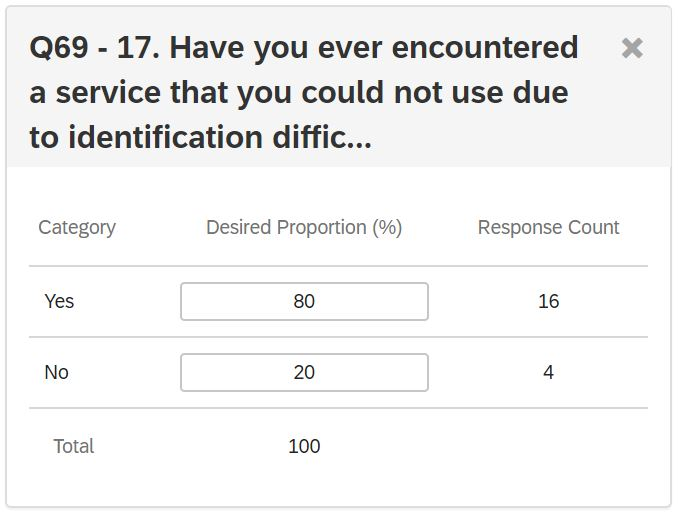 Q69 - 17. Have you ever encountered
a service that you could not use due
to identification diffic...
Category Desired Proportion (%) Response Count
Yes 80 16
No 20 4
Total 100